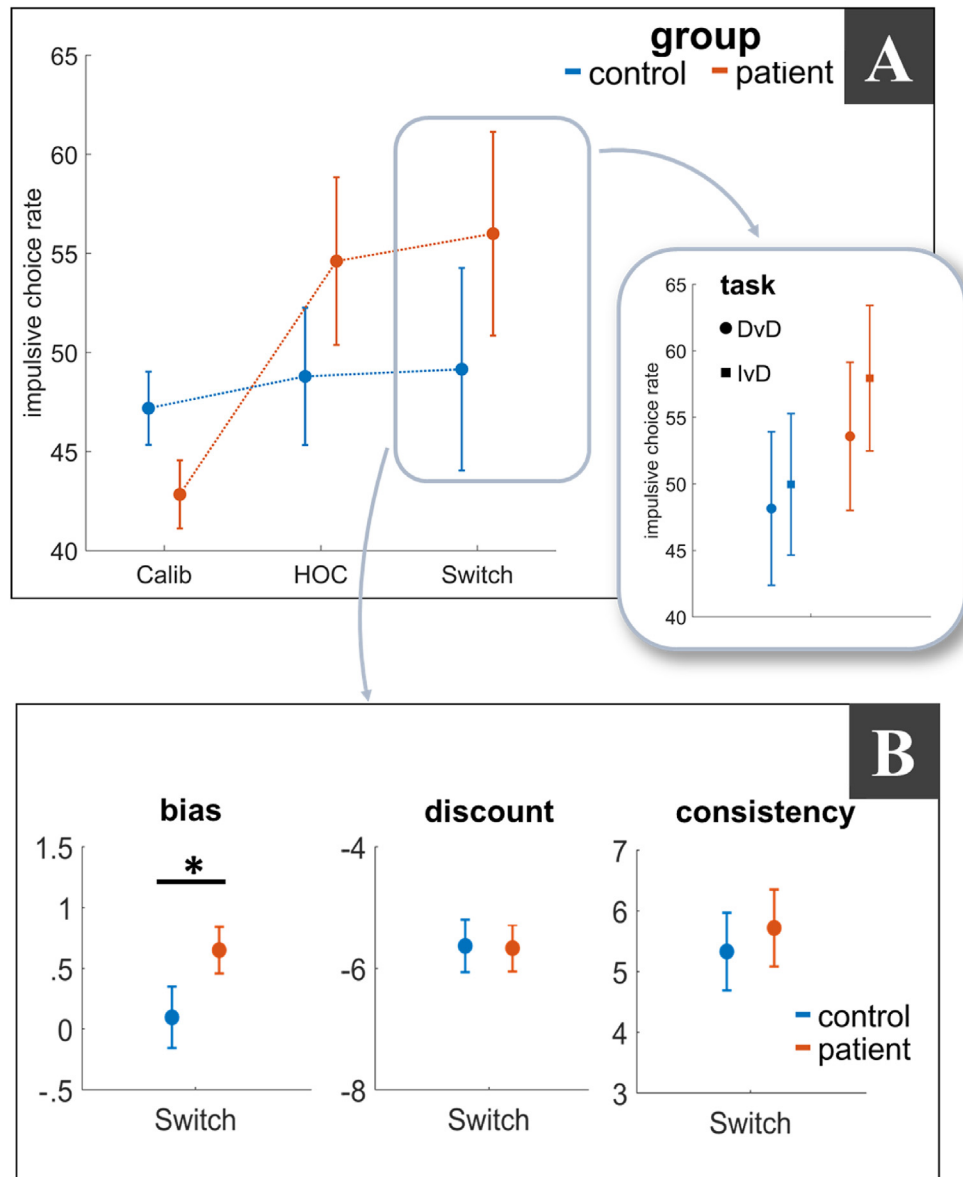 A
group
control patient
65
60
55
50
45
40
impulsive choice rate
Calib HOC Switch
65
60
55
50
45
40
impulsive choice rate
task
DvD
IvD
B
bias
1.5
1
.5
0
-.5
*
Switch
discount
-4
-6
-8
Switch
consistency
7
6
5
4
3
control
patient
Switch